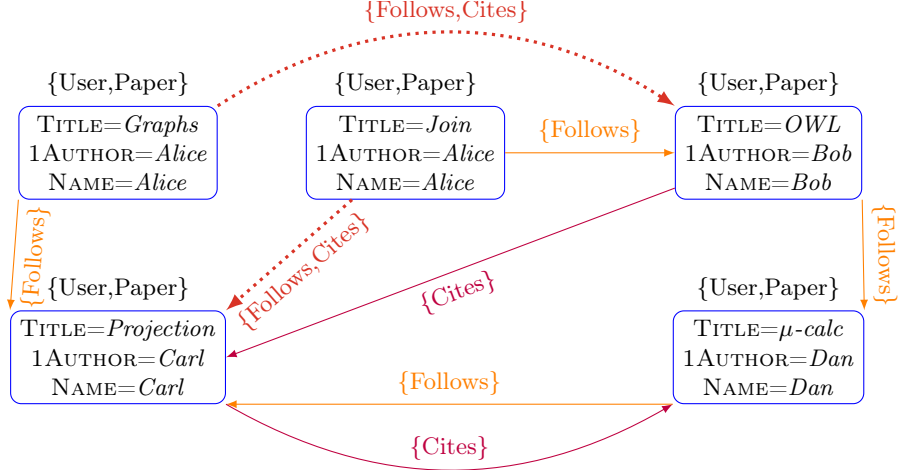 {Follows,Cites}
{User,Paper}
{User,Paper}
{User,Paper}
TITLE=Graphs
1AUTHOR=Alice
NAME=Alice
TITLE=Join
1AUTHOR=Alice
NAME=Alice
{Follows}
TITLE=OWL
1AUTHOR=Bob
NAME=Bob
{Follows}
{Follows,Cites}
{Cites}
{Follows}
{User,Paper}
{User,Paper}
TITLE=Projection
1AUTHOR=Carl
NAME=Carl
TITLE=μ-calc
1AUTHOR=Dan
NAME=Dan
{Follows}
{Cites}